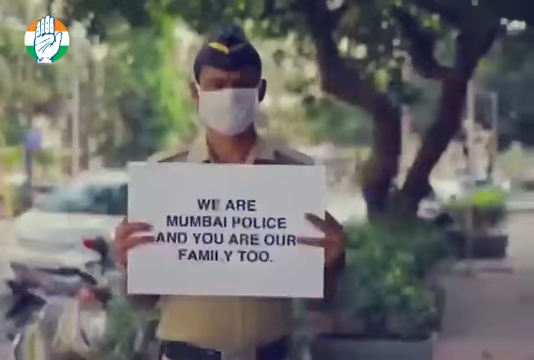 WE ARE
MUMBAI POLICE
AND YOU ARE OUR
FAMILY TOO.